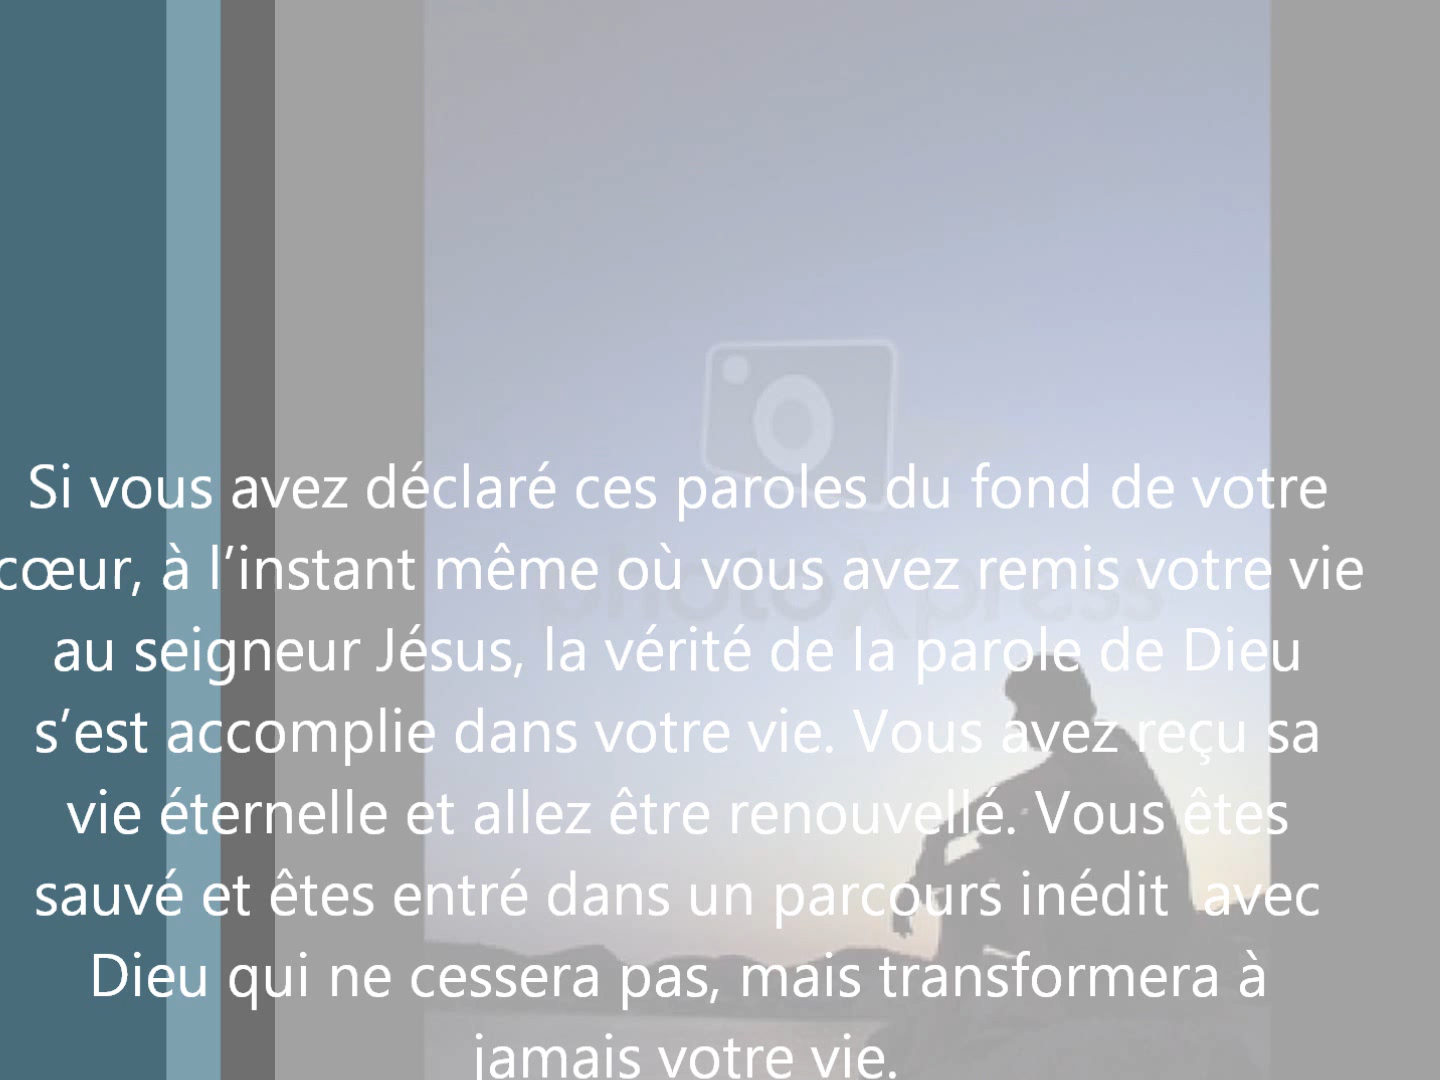 photoXpress
Si vous avez déclaré ces paroles du fond de votre
cœur, à l’instant même où vous avez remis votre vie
au seigneur Jésus, la vérité de la parole de Dieu
s’est accomplie dans votre vie. Vous avez reçu sa
vie éternelle et allez être renouvellé. Vous êtes
sauvé et êtes entré dans un parcours inédit  avec
Dieu qui ne cessera pas, mais transformera à
jamais votre vie.